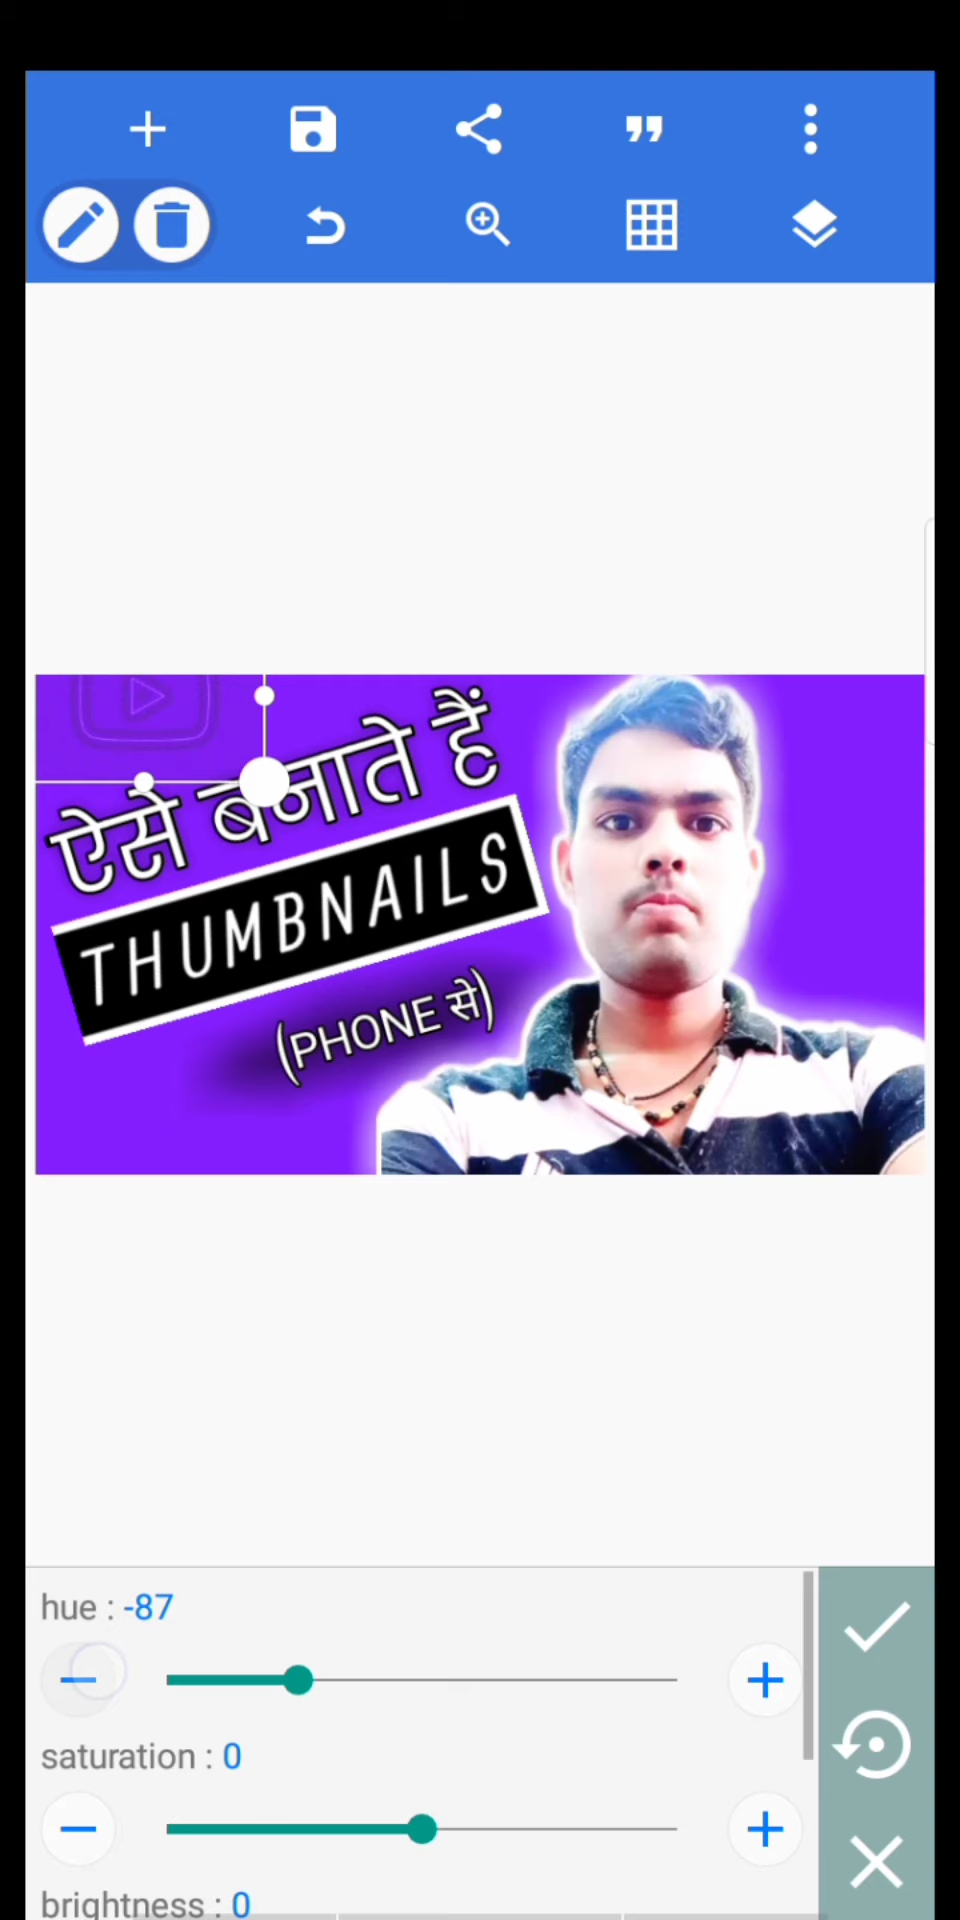 ऐसे बनाते हैं
THUMBNAILS
(PHONE से)
hue : -87
saturation : 0
brightness : 0